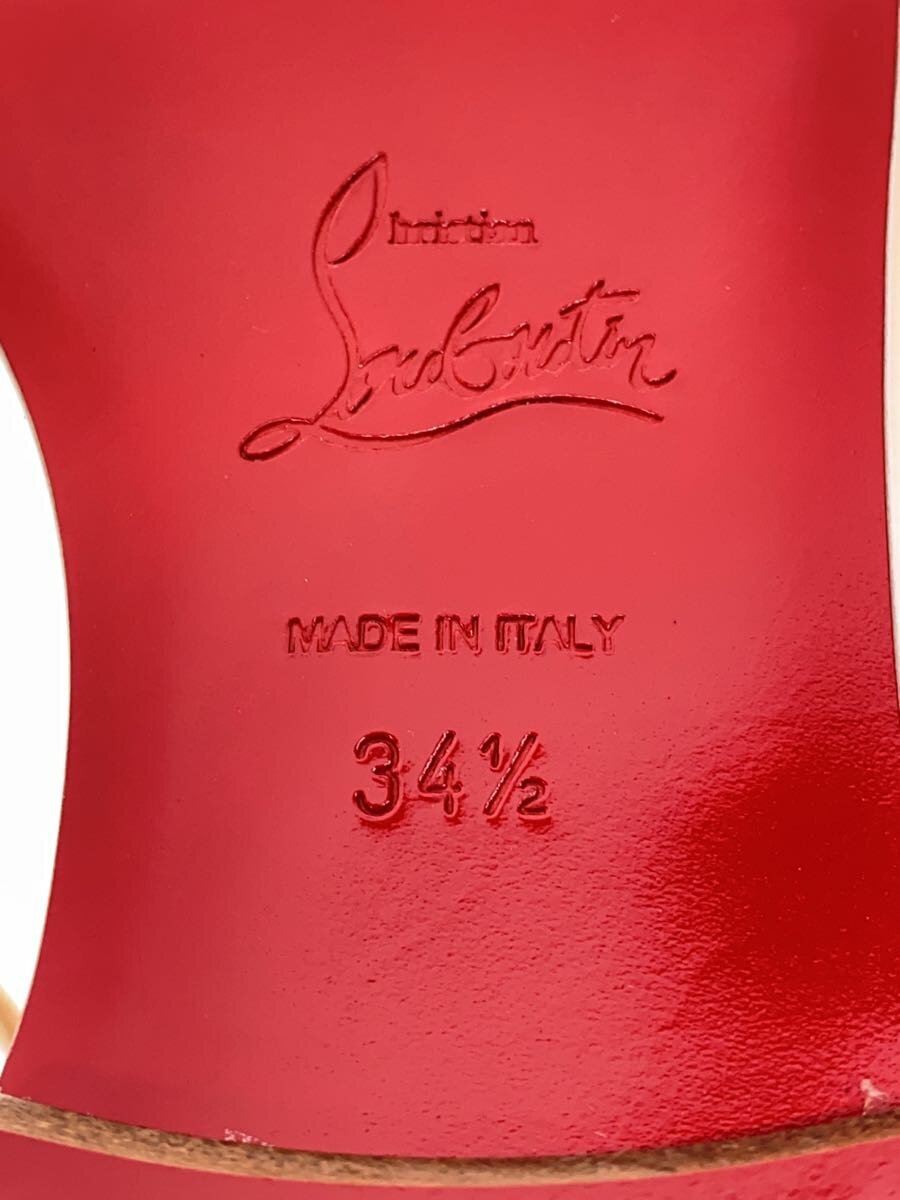 Christian
Louboutin
MADE IN ITALY
34½